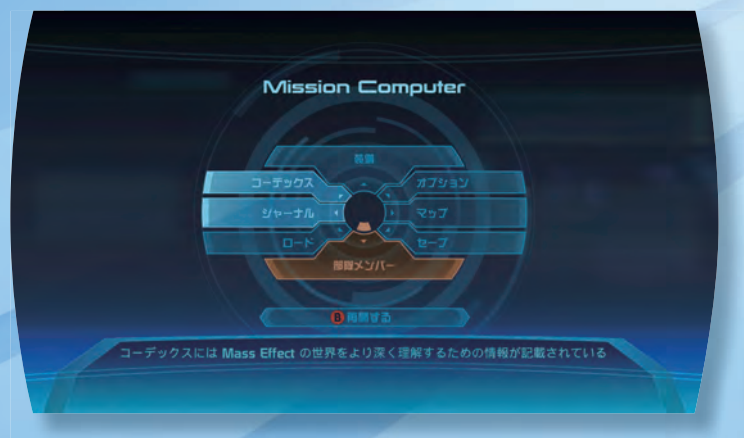 Mission Computer
装備
コーデックス
オプション
ジャーナル
マップ
ロード
セーブ
部隊メンバー
B 再開する
コーデックスには Mass Effect の世界をより深く理解するための情報が記載されている